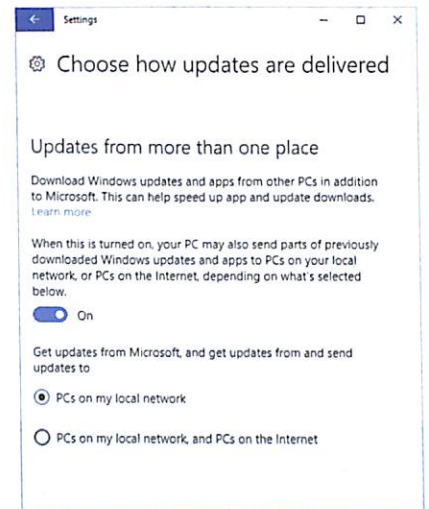 Settings
Choose how updates are delivered
Updates from more than one place
Download Windows updates and apps from other PCs in addition
to Microsoft. This can help speed up app and update downloads.
Learn more
When this is turned on, your PC may also send parts of previously
downloaded Windows updates and apps to PCs on your local
network, or PCs on the Internet, depending on what's selected
below.
On
Get updates from Microsoft, and get updates from and send
updates to
PCs on my local network
PCs on my local network, and PCs on the Internet